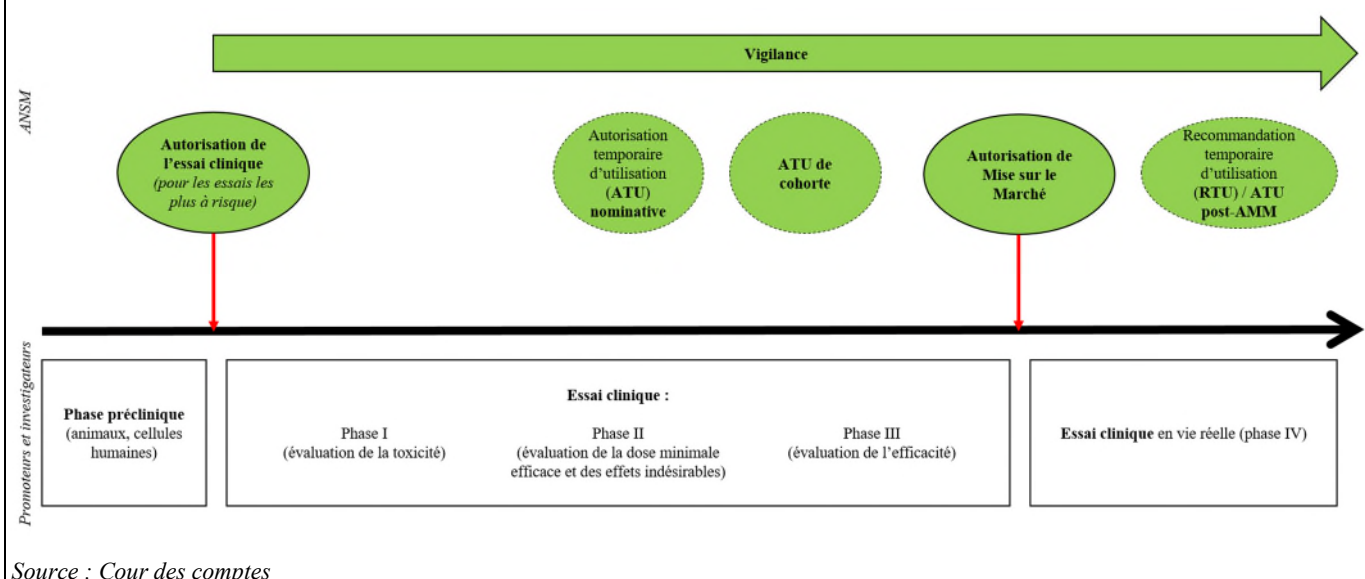 Vigilance
ANSM
Autorisation de
l'essai clinique
(pour les essais les
plus à risque)
Autorisation
temporaire
d'utilisation
(ATU)
nominative
ATU de
cohorte
Autorisation de
Mise sur le
Marché
Recommandation
temporaire
d'utilisation
(RTU) / ATU
post-AMM
Promoteurs et investigateurs
Phase préclinique
(animaux, cellules
humaines)
Essai clinique :
Phase I
(évaluation de la toxicité)
Phase II
(évaluation de la dose minimale
efficace et des effets indésirables)
Phase III
(évaluation de l'efficacité)
Essai clinique en vie réelle (phase IV)
Source : Cour des comptes